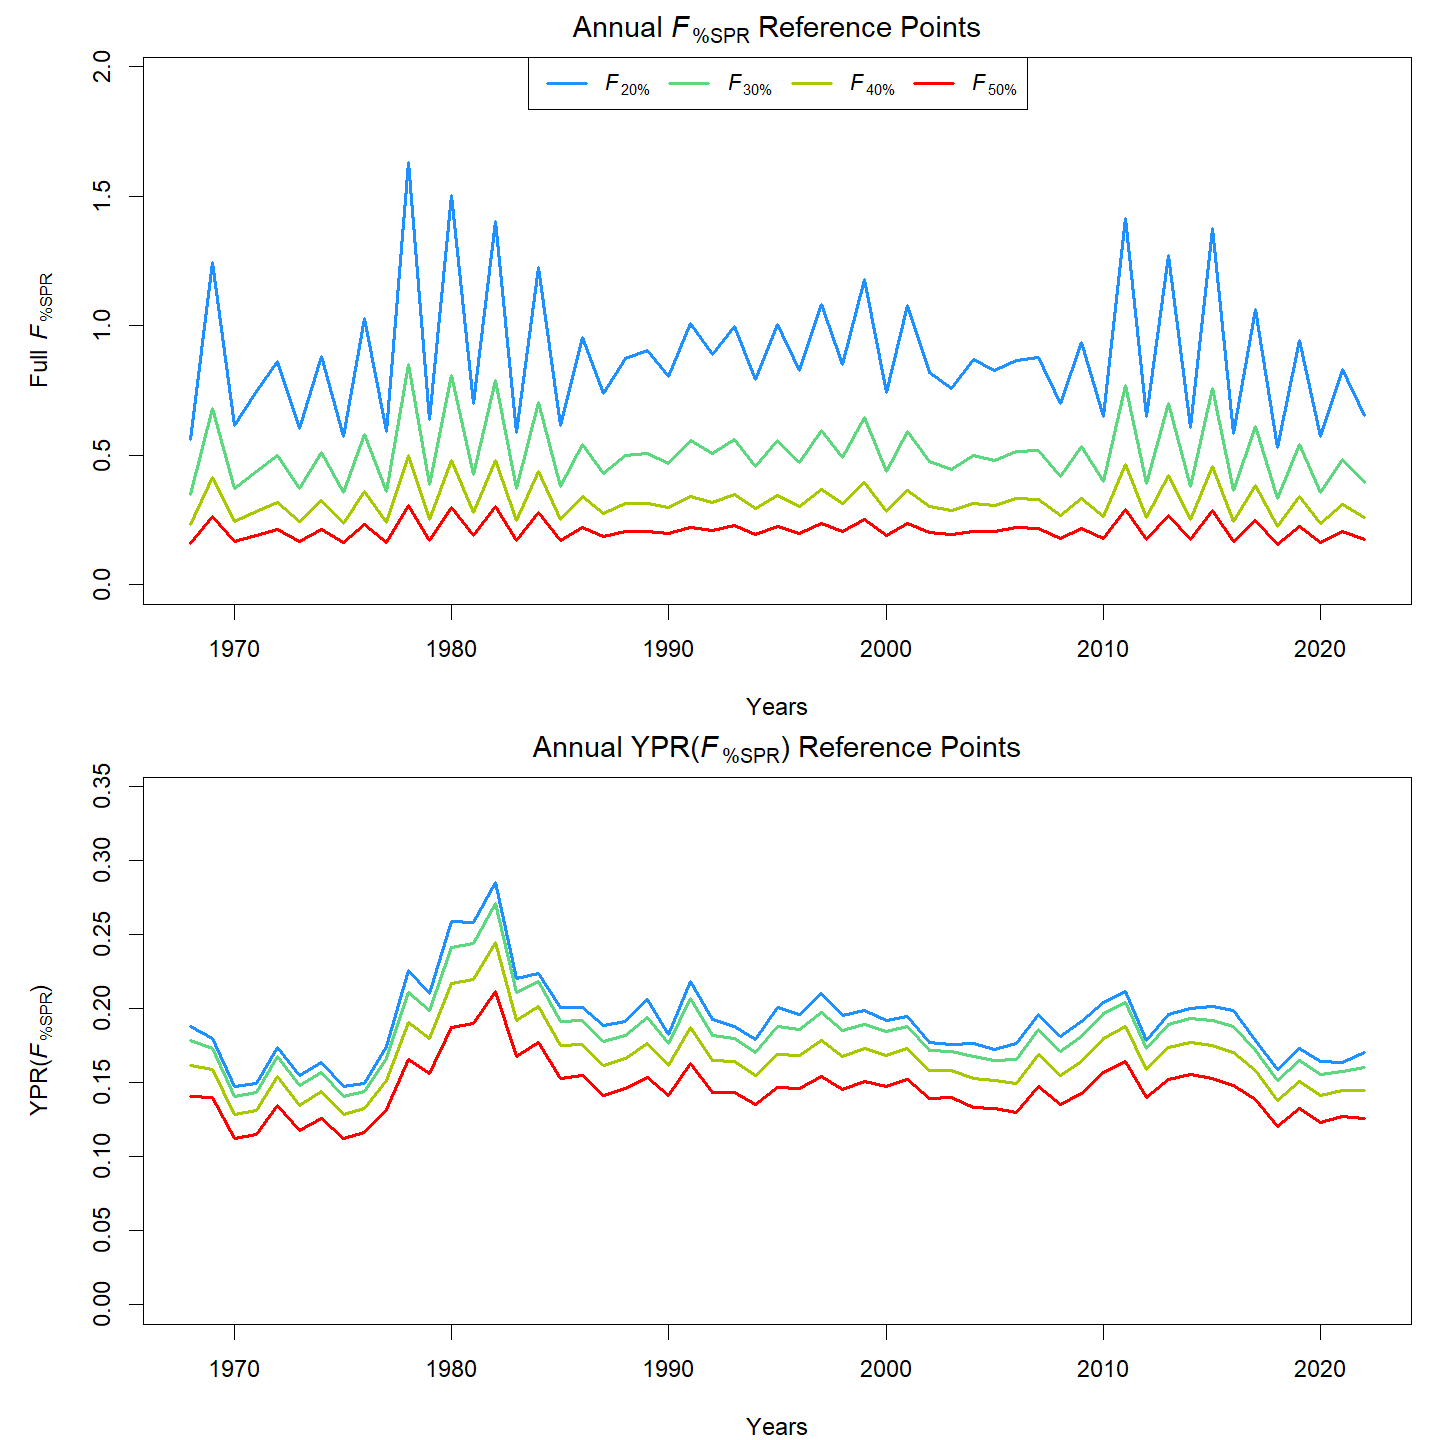 Annual F%SPR Reference Points
F20% F30% F40% F50%
Full F%SPR
2.0
1.5
1.0
0.5
0.0
1970 1980 1990 2000 2010 2020
Years
Annual YPR(F%SPR) Reference Points
YPR(F%SPR)
0.35
0.30
0.25
0.20
0.15
0.10
0.05
0.00
1970 1980 1990 2000 2010 2020
Years